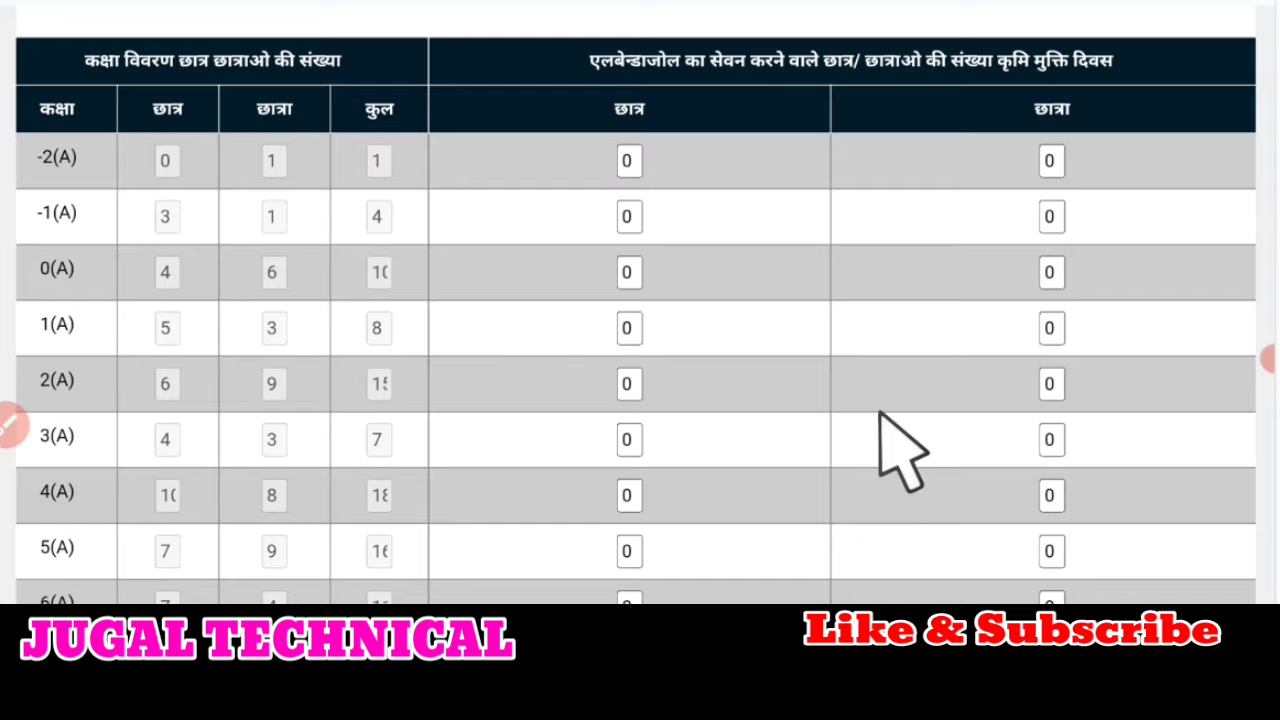 कक्षा विवरण छात्र छात्राओ की संख्या एलबेन्डाजोल का सेवन करने वाले छात्र/ छात्राओ की संख्या कृमि मुक्ति दिवस
कक्षा छात्र छात्रा कुल छात्र छात्रा
-2(A) 0 1 1 0 0
-1(A) 3 1 4 0 0
0(A) 4 6 10 0 0
1(A) 5 3 8 0 0
2(A) 6 9 15 0 0
3(A) 4 3 7 0 0
4(A) 10 8 18 0 0
5(A) 7 9 16 0 0
6(A)
JUGAL TECHNICAL
Like & Subscribe